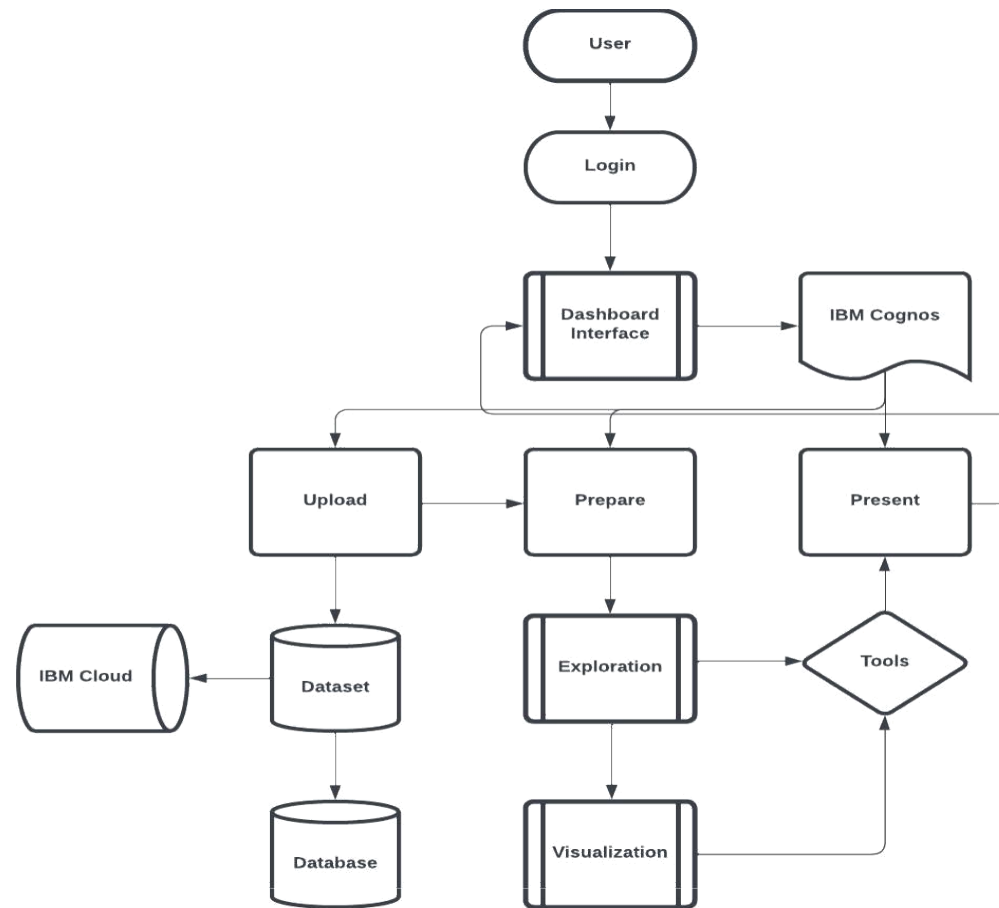 User
Login
Dashboard
Interface
IBM Cognos
Upload
Prepare
Present
IBM Cloud
Dataset
Exploration
Tools
Database
Visualization